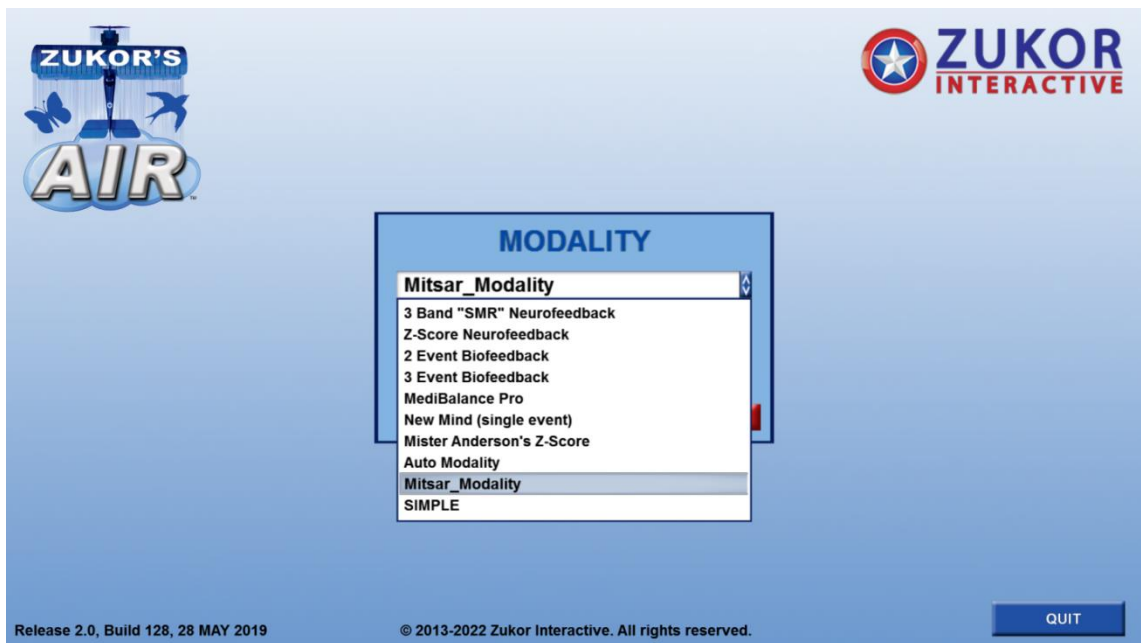 ZUKOR'S
AIR
™
ZUKOR
INTERACTIVE
MODALITY
Mitsar_Modality
3 Band "SMR" Neurofeedback
Z-Score Neurofeedback
2 Event Biofeedback
3 Event Biofeedback
MediBalance Pro
New Mind (single event)
Mister Anderson's Z-Score
Auto Modality
Mitsar_Modality
SIMPLE
QUIT
Release 2.0, Build 128, 28 MAY 2019
© 2013-2022 Zukor Interactive. All rights reserved.